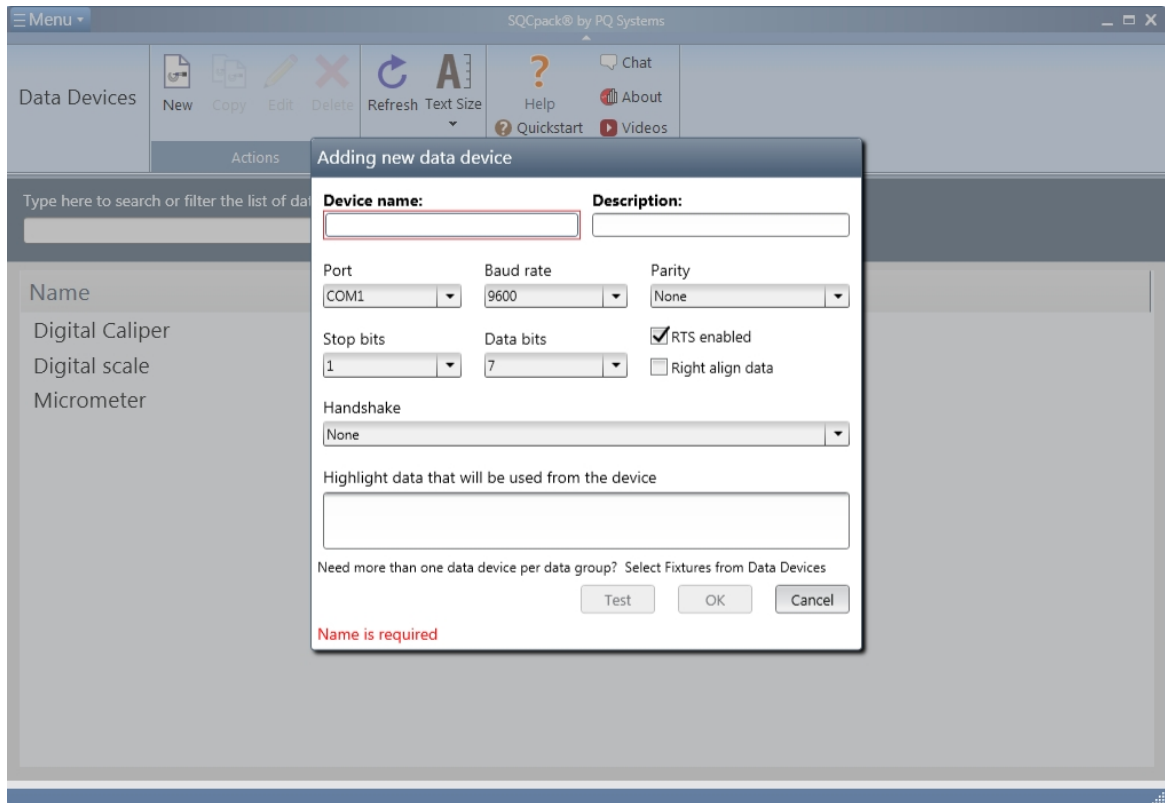 Menu
SQCpack® by PQ Systems
Data Devices
New
Copy
Edit
Delete
Refresh
Text Size
Help
Quickstart
Chat
About
Videos
Actions
Type here to search or filter the list of dat
Name
Digital Caliper
Digital scale
Micrometer
Adding new data device
Device name: Description:
Port Baud rate Parity
COM1 9600 None
Stop bits Data bits RTS enabled
1 7 Right align data
Handshake
None
Highlight data that will be used from the device
Need more than one data device per data group? Select Fixtures from Data Devices
Test OK Cancel
Name is required